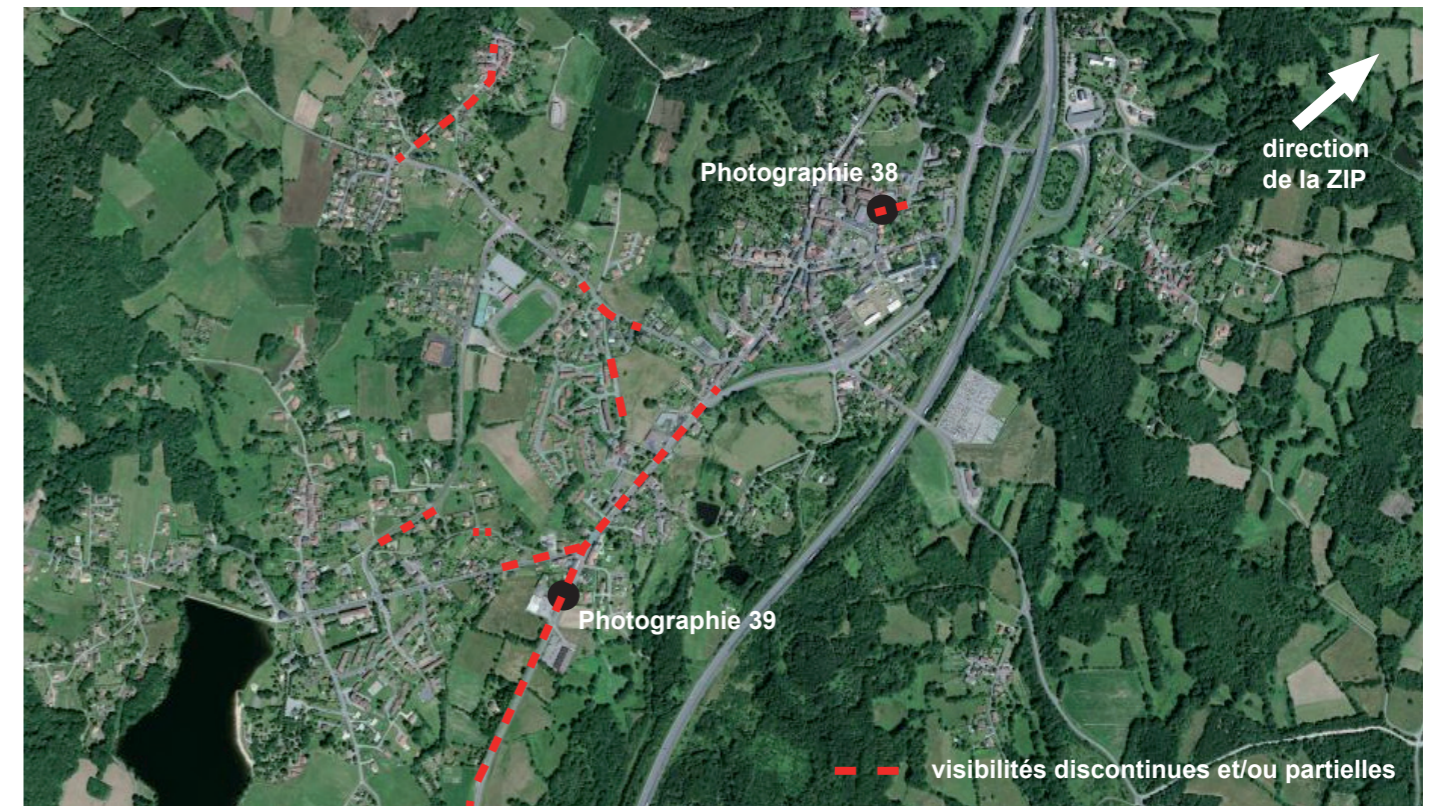 direction
de la ZIP
Photographie 38
Photographie 39
visibilités discontinues et/ou partielles